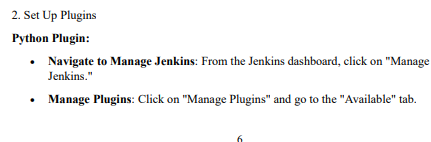 2. Set Up Plugins
Python Plugin:
• Navigate to Manage Jenkins: From the Jenkins dashboard, click on "Manage
Jenkins."
• Manage Plugins: Click on "Manage Plugins" and go to the "Available" tab.
6